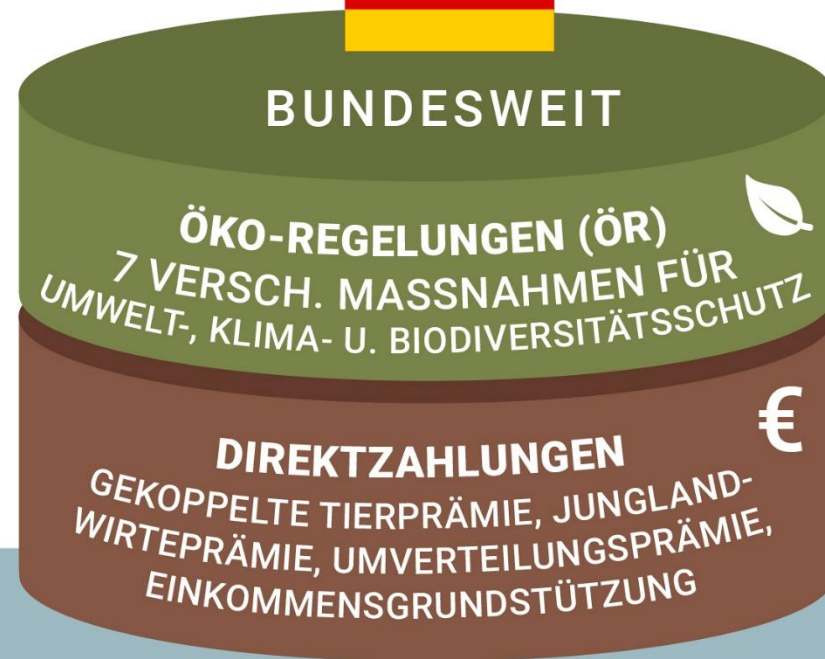 BUNDESWEIT
ÖKO-REGELUNGEN (ÖR)
7 VERSCH. MASSNAHMEN FÜR
UMWELT-, KLIMA- U. BIODIVERSITÄTSSCHUTZ
€
DIREKTZAHLUNGEN
GEKOPPELTE TIERPRÄMIE, JUNGLAND-
WIRTEPRÄMIE, UMVERTEILUNGSPRÄMIE,
EINKOMMENSGRUNDSTÜTZUNG